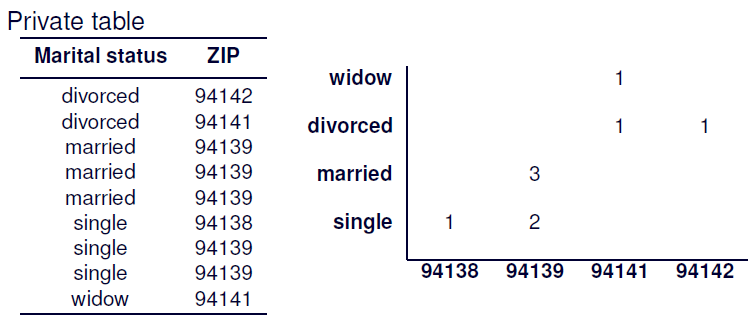 Private table
Marital status ZIP
divorced 94142
divorced 94141
married 94139
married 94139
married 94139
single 94138
single 94139
single 94139
widow 94141
widow 1
divorced 1 1
married 3
single 1 2
94138 94139 94141 94142